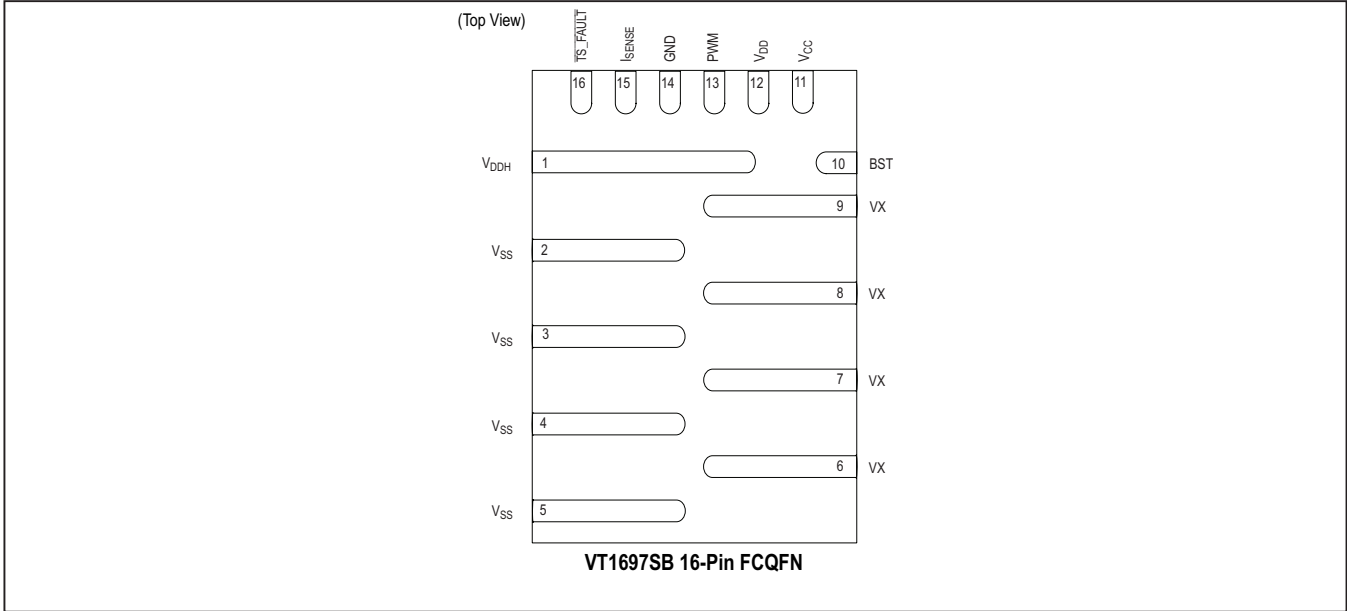 (Top View)
TS_FAULT
ISENSE
GND
PWM
VDD
VCC
16
15
14
13
12
11
VDDH 1
10 BST
9 VX
VSS 2
8 VX
VSS 3
7 VX
VSS 4
6 VX
VSS 5
VT1697SB 16-Pin FCQFN